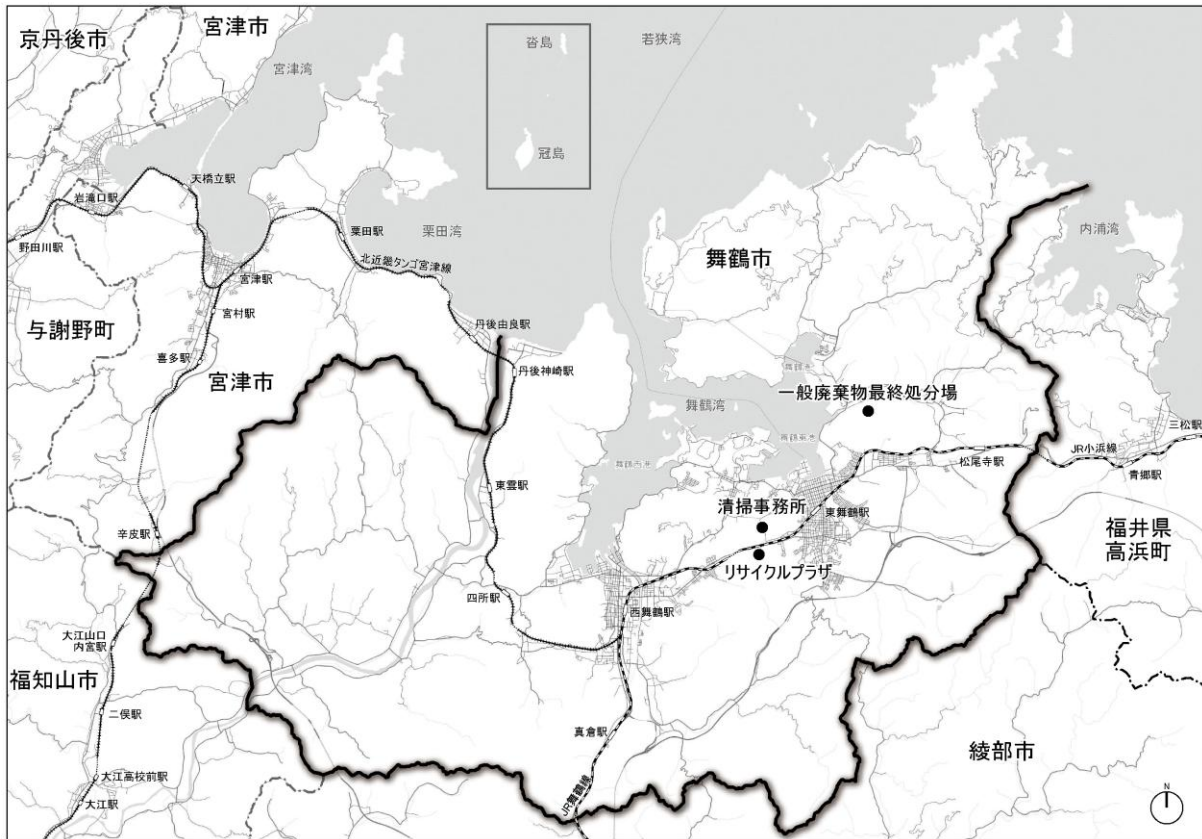 京丹後市
宮津市
宮津湾
沓島
若狭湾
冠島
天橋立駅
岩滝口駅
野田川駅
栗田駅
栗田湾
内浦湾
北近畿タンゴ宮津線
舞鶴市
宮津駅
宮村駅
与謝野町
丹後由良駅
喜多駅
宮津市
丹後神崎駅
舞鶴湾
一般廃棄物最終処分場
三松駅
JR小浜線
青郷駅
松尾寺駅
舞鶴西港
東雲駅
清掃事務所
東舞鶴駅
福井県
高浜町
辛皮駅
リサイクルプラザ
四所駅
西舞鶴駅
大江山口
内宮駅
福知山市
二俣駅
真倉駅
綾部市
大江高校前駅
大江駅
JR舞鶴線
N